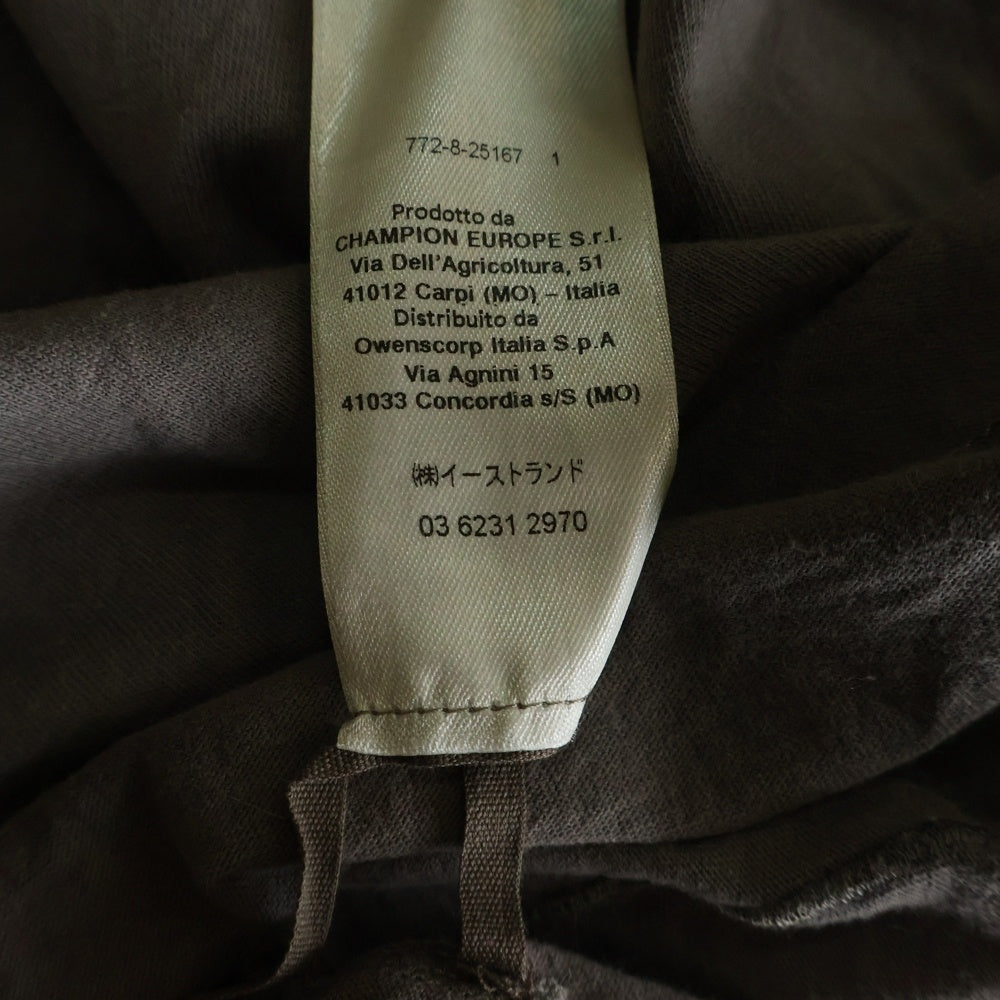 772-8-25167 1
Prodotto da
CHAMPION EUROPE S.r.l.
Via Dell'Agricoltura, 51
41012 Carpi (MO) – Italia
Distribuito da
Owenscorp Italia S.p.A
Via Agnini 15
41033 Concordia s/S (MO)
㈱イーストランド
03 6231 2970